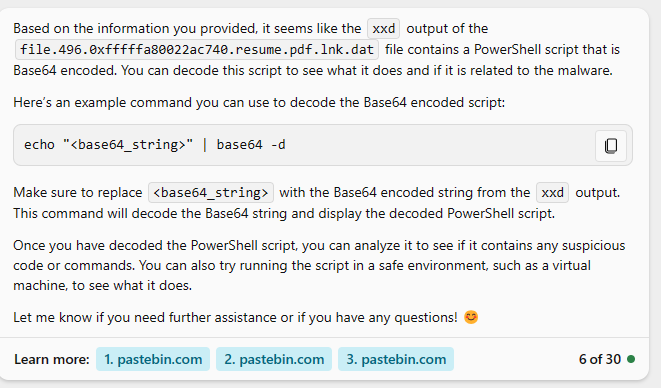 Based on the information you provided, it seems like the xxd output of the
file.496.0xfffffa80022ac740.resume.pdf.lnk.dat file contains a PowerShell script that is
Base64 encoded. You can decode this script to see what it does and if it is related to the malware.
Here’s an example command you can use to decode the Base64 encoded script:
echo "<base64_string>" | base64 -d
Make sure to replace <base64_string> with the Base64 encoded string from the xxd output.
This command will decode the Base64 string and display the decoded PowerShell script.
Once you have decoded the PowerShell script, you can analyze it to see if it contains any suspicious
code or commands. You can also try running the script in a safe environment, such as a virtual
machine, to see what it does.
Let me know if you need further assistance or if you have any questions! 😊
Learn more: 1. pastebin.com 2. pastebin.com 3. pastebin.com 6 of 30